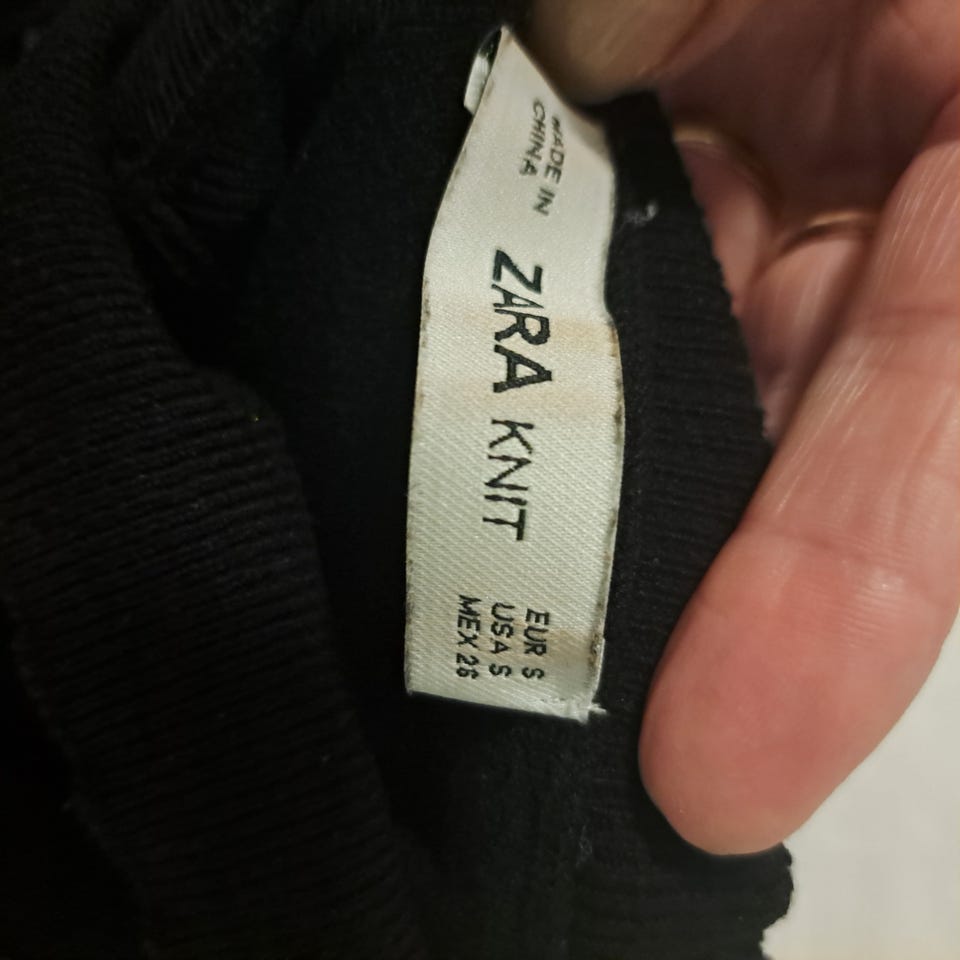 MADE IN
CHINA
ZARA KNIT
EUR S
USA S
MEX 26